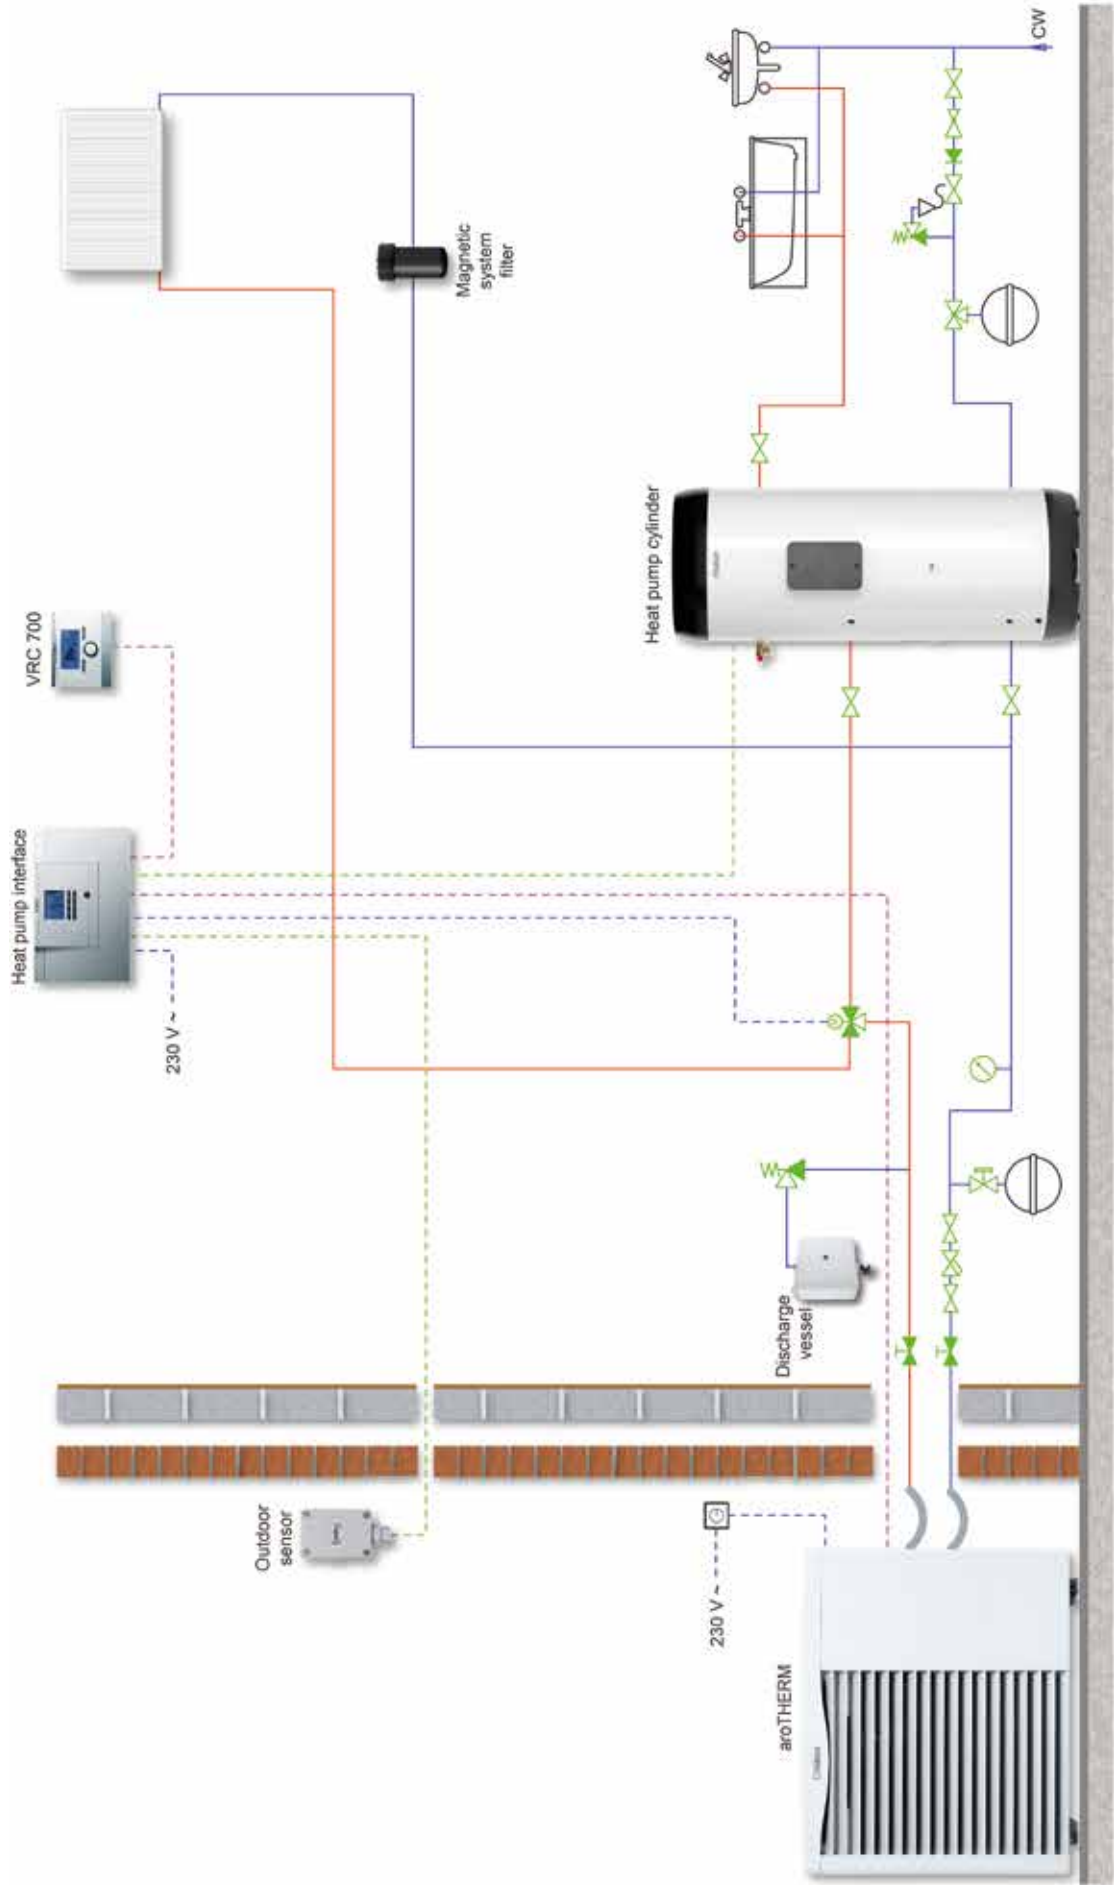 Heat pump interface
VRC 700
230 V ~
Magnetic
system
filter
Outdoor
sensor
Heat pump cylinder
230 V ~
Discharge
vessel
aroTHERM
CW